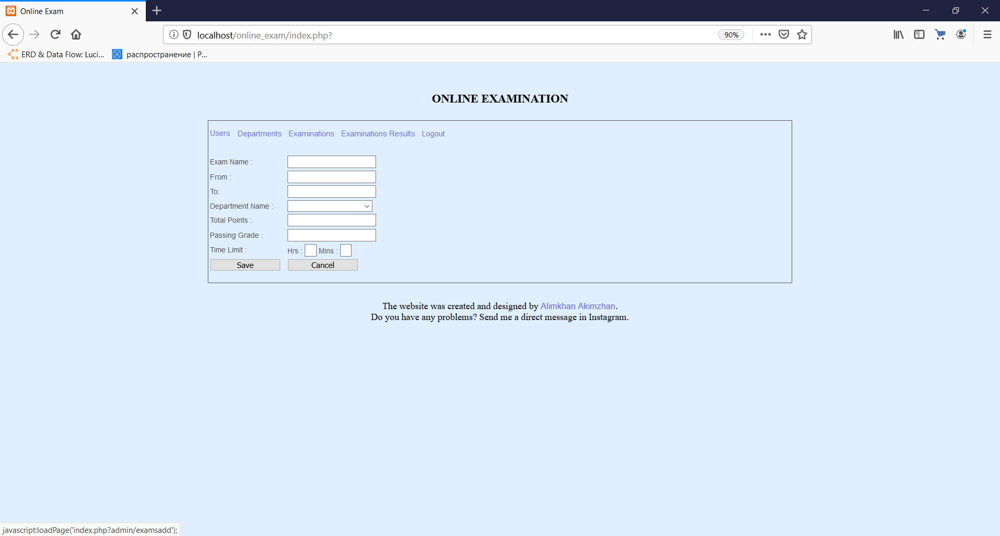 Online Exam
localhost/online_exam/index.php?
90%
ERD & Data Flow: Luci...
распространение | P...
ONLINE EXAMINATION
Users Departments Examinations Examinations Results Logout
Exam Name :
From :
To:
Department Name :
Total Points :
Passing Grade :
Time Limit : Hrs : Mins :
Save Cancel
The website was created and designed by Alimkhan Akimzhan.
Do you have any problems? Send me a direct message in Instagram.
javascript:loadPage('index.php?admin/examsadd');